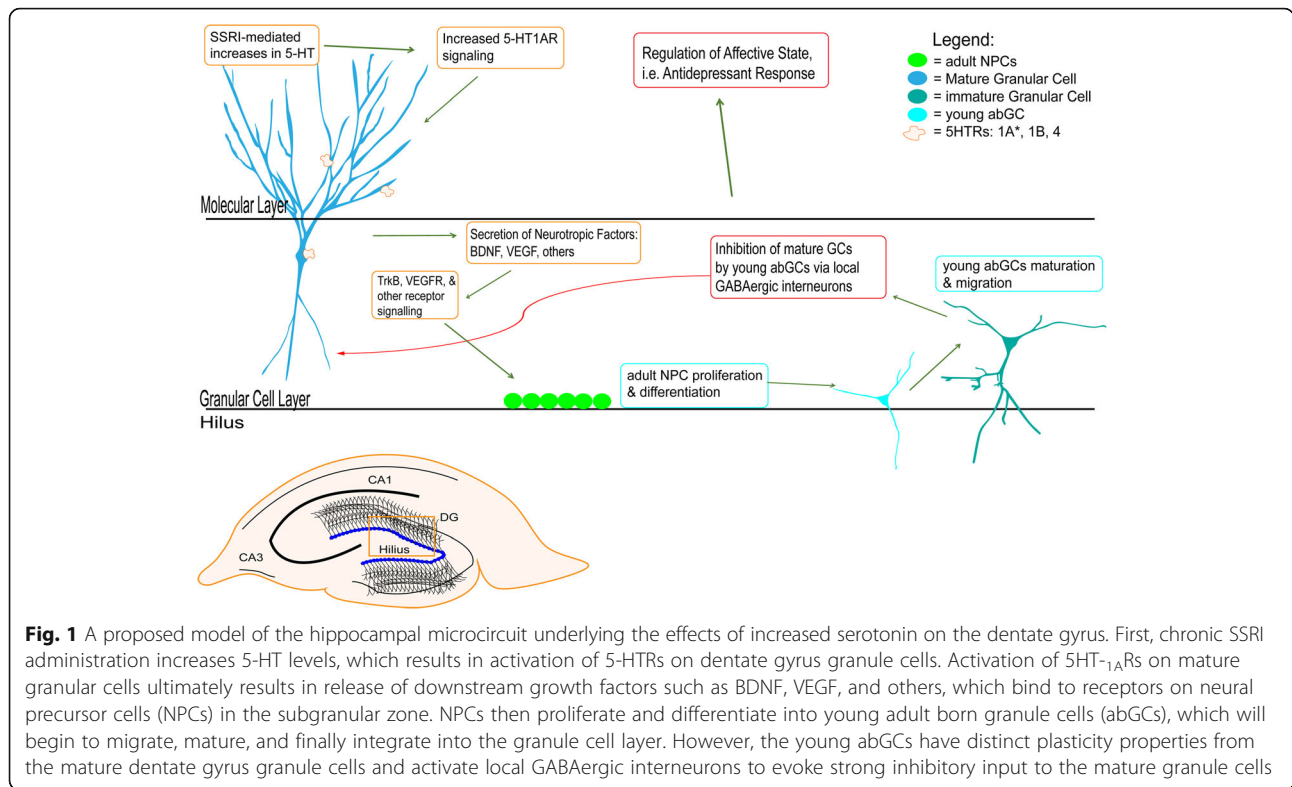 SSRI-mediated
increases in 5-HT
Increased 5-HT1AR
signaling
Regulation of Affective State,
i.e. Antidepressant Response
Legend:
= adult NPCs
= Mature Granular Cell
= immature Granular Cell
= young abGC
= 5HTRs: 1A*, 1B, 4
Molecular Layer
Secretion of Neurotropic Factors:
BDNF, VEGF, others
TrkB, VEGFR, &
other receptor
signalling
Inhibition of mature GCs
by young abGCs via local
GABAergic interneurons
young abGCs maturation
& migration
adult NPC proliferation
& differentiation
Granular Cell Layer
Hilus
CA1
DG
CA3
Hilius
Fig. 1 A proposed model of the hippocampal microcircuit underlying the effects of increased serotonin on the dentate gyrus. First, chronic SSRI
administration increases 5-HT levels, which results in activation of 5-HTRs on dentate gyrus granule cells. Activation of 5HT-1ARs on mature
granular cells ultimately results in release of downstream growth factors such as BDNF, VEGF, and others, which bind to receptors on neural
precursor cells (NPCs) in the subgranular zone. NPCs then proliferate and differentiate into young adult born granule cells (abGCs), which will
begin to migrate, mature, and finally integrate into the granule cell layer. However, the young abGCs have distinct plasticity properties from
the mature dentate gyrus granule cells and activate local GABAergic interneurons to evoke strong inhibitory input to the mature granule cells